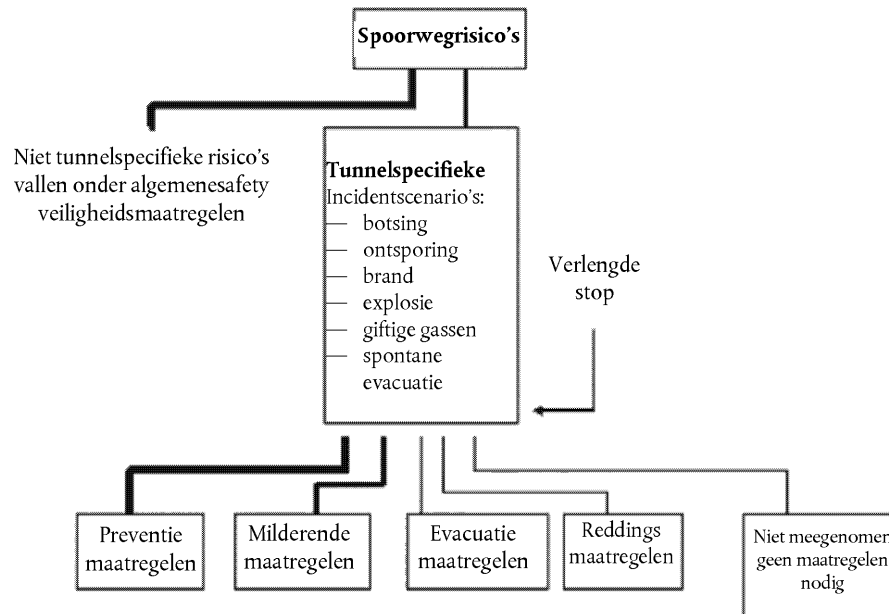 Spoorwegrisico's
Niet tunnelspecifieke risico's
vallen onder algemenesafety
veiligheidsmaatregelen
Tunnelspecifieke
Incidentscenario's:
— botsing
— ontsporing
— brand
— explosie
— giftige gassen
— spontane
evacuatie
Verlengde
stop
Preventie
maatregelen
Milderende
maatregelen
Evacuatie
maatregelen
Reddings
maatregelen
Niet meegenomen
geen maatregelen
nodig